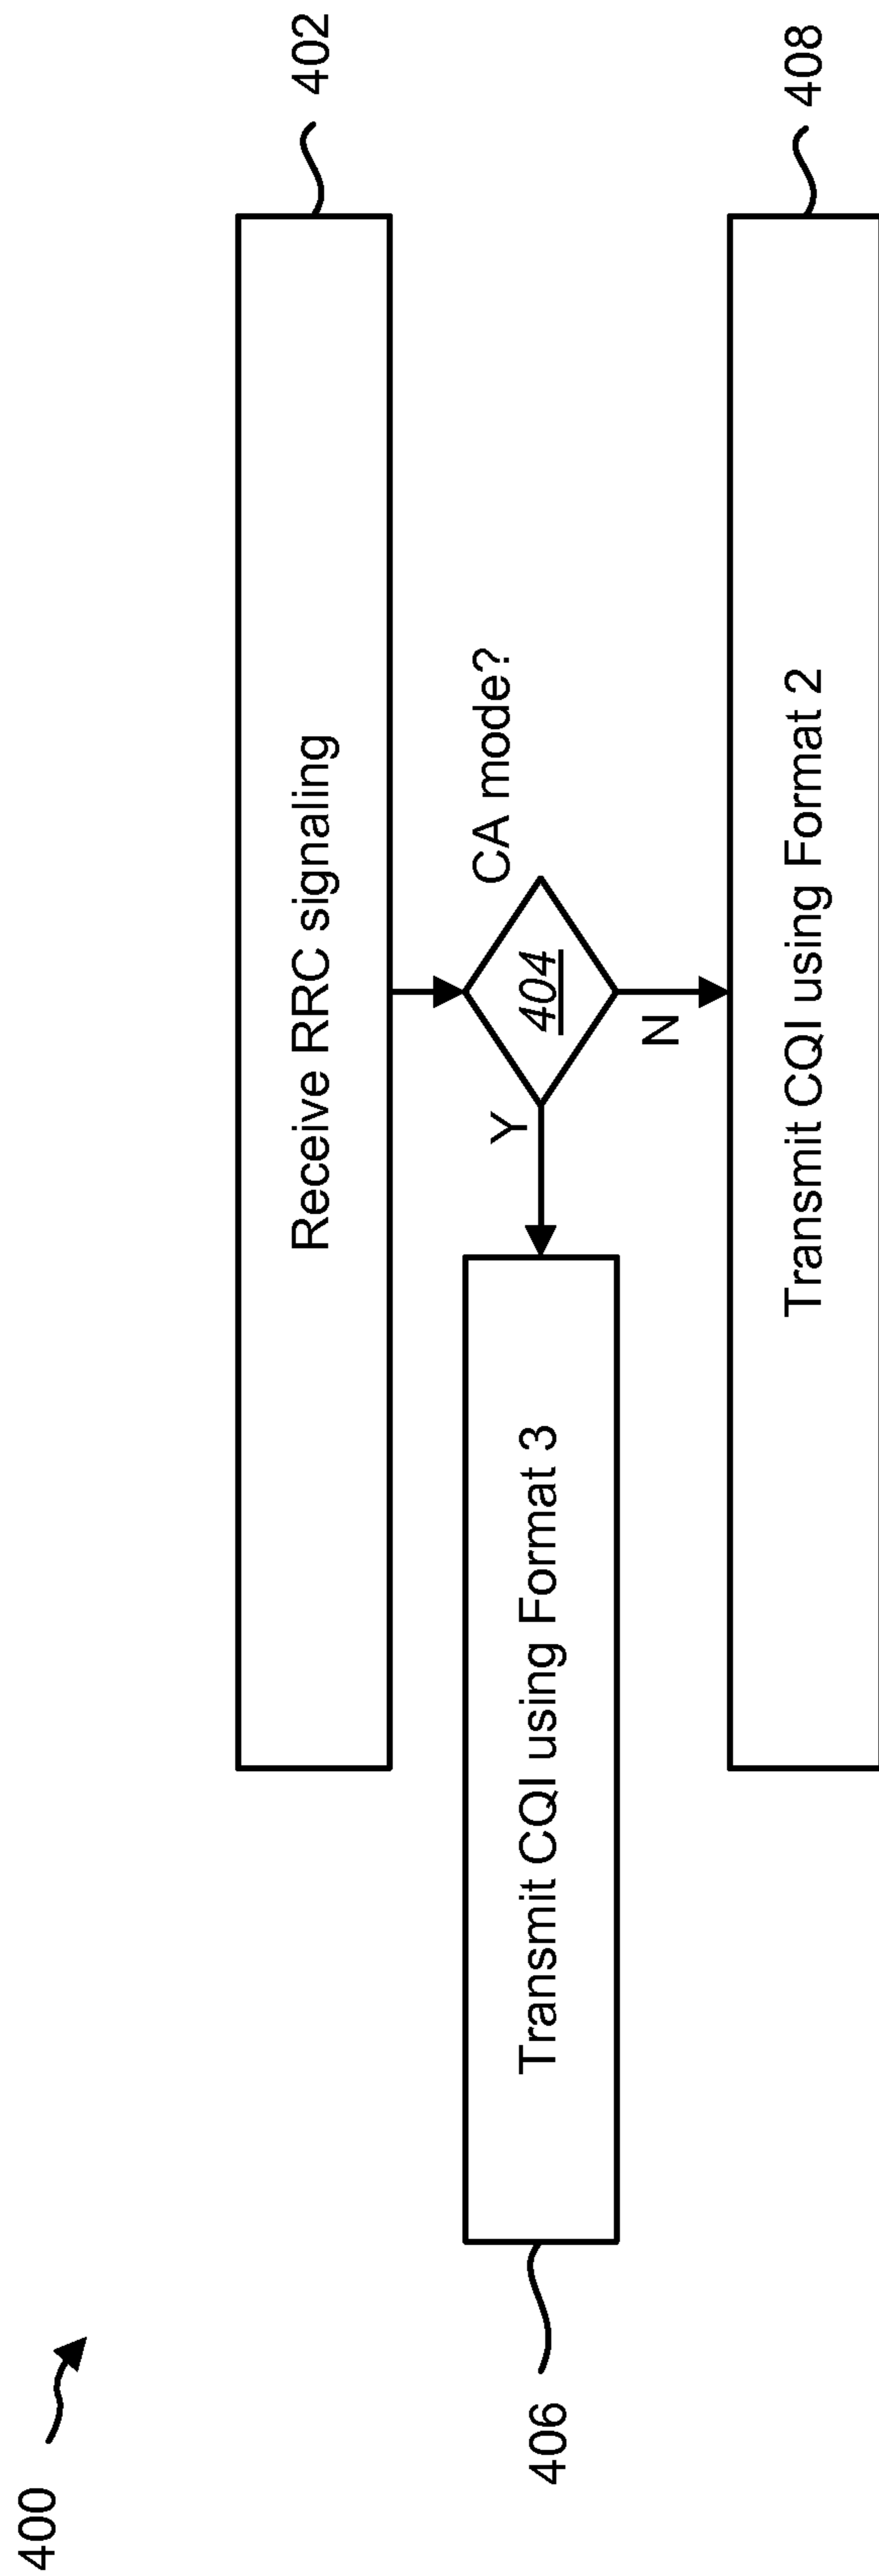 400
Receive RRC signaling
402
CA mode?
404
Y
N
Transmit CQI using Format 3
406
Transmit CQI using Format 2
408